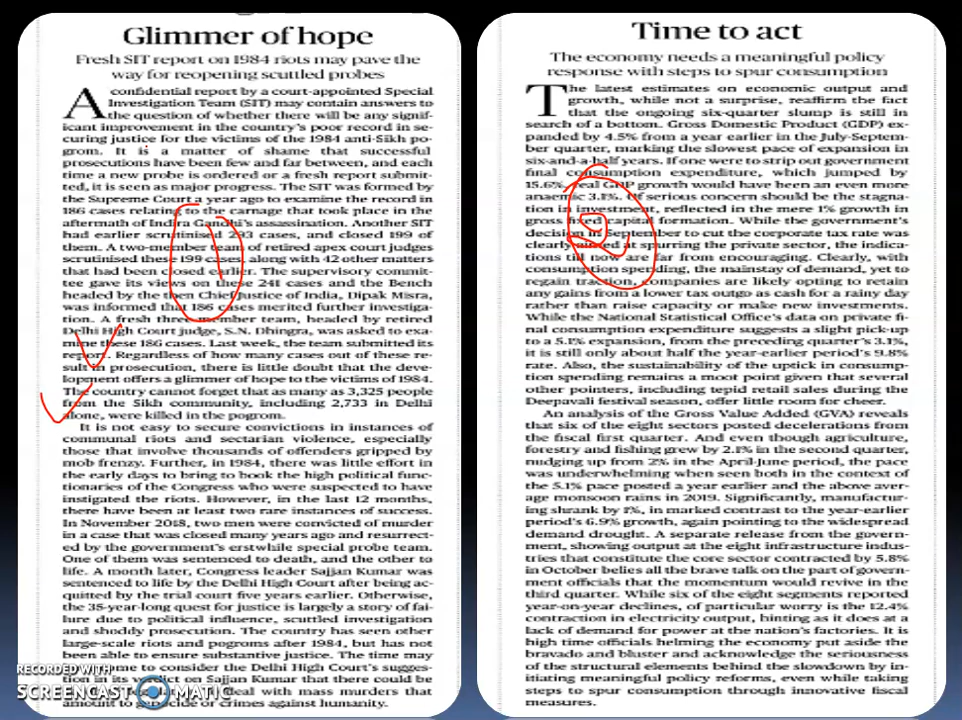 Glimmer of hope
Fresh SIT report on 1984 riots may pave the
way for reopening scuttled probes
A confidential report by a court-appointed Special
Investigation Team (SIT) may contain answers to
the question of whether there will be any signif-
icant improvement in the country's poor record in se-
curing justice for the victims of the 1984 anti-Sikh po-
grom. It is a matter of shame that successful
prosecutions have been few and far between, and each
time a new probe is ordered or a fresh report submit-
ted, it is seen as major progress. The SIT was formed by
the Supreme Court a year ago to examine the record in
186 cases relating to the carnage that took place in the
aftermath of Indira Gandhi's assassination. Another SIT
had earlier scrutinised 293 cases, and closed 199 of
them. A two-member team of retired apex court judges
scrutinised these 199 cases, along with 42 other matters
that had been closed earlier. The supervisory commit-
tee gave its views on these 241 cases and the Bench
headed by the then Chief Justice of India, Dipak Misra,
was informed that 186 cases merited further investiga-
tion. A fresh three-member team, headed by retired
Delhi High Court judge, S.N. Dhingra, was asked to exa-
mine these 186 cases. Last week, the team submitted its
report. Regardless of how many cases out of these re-
sult in prosecution, there is little doubt that the deve-
lopment offers a glimmer of hope to the victims of 1984.
The country cannot forget that as many as 3,325 people
from the Sikh community, including 2,733 in Delhi
alone, were killed in the pogrom.
It is not easy to secure convictions in instances of
communal riots and sectarian violence, especially
those that involve thousands of offenders gripped by
mob frenzy. Further, in 1984, there was little effort in
the early days to bring to book the high political func-
tionaries of the Congress who were suspected to have
instigated the riots. However, in the last 12 months,
there have been at least two rare instances of success.
In November 2018, two men were convicted of murder
in a case that was closed many years ago and resurrect-
ed by the government's erstwhile special probe team.
One of them was sentenced to death, and the other to
life. A month later, Congress leader Sajjan Kumar was
sentenced to life by the Delhi High Court after being ac-
quitted by the trial court five years earlier. Otherwise,
the 35-year-long quest for justice is largely a story of fai-
lure due to political influence, scuttled investigation
and shoddy prosecution. The country has seen other
large-scale riots and pogroms after 1984, but has not
been able to ensure substantive justice. The time may
come to consider the Delhi High Court's sugges-
tion in its verdict on Sajjan Kumar that there could be
deal with mass murders that
amount to genocide or crimes against humanity.
RECORDED WITH
SCREENCAST MATIC
Time to act
The economy needs a meaningful policy
response with steps to spur consumption
The latest estimates on economic output and
growth, while not a surprise, reaffirm the fact
that the ongoing six-quarter slump is still in
search of a bottom. Gross Domestic Product (GDP) ex-
panded by 4.5% from a year earlier in the July-Septem-
ber quarter, marking the slowest pace of expansion in
six-and-a-half years. If one were to strip out government
final consumption expenditure, which jumped by
15.6%, real GDP growth would have been an even more
anaemic 3.1%. Of serious concern should be the stagna-
tion in investment, reflected in the mere 1% growth in
gross fixed capital formation. While the government's
decision in September to cut the corporate tax rate was
clearly aimed at spurring the private sector, the indica-
tions till now are far from encouraging. Clearly, with
consumption spending, the mainstay of demand, yet to
regain traction, companies are likely opting to retain
any gains from a lower tax outgo as cash for a rainy day
rather than raise capacity or make new investments.
While the National Statistical Office's data on private fi-
nal consumption expenditure suggests a slight pick-up
to a 5.1% expansion, from the preceding quarter's 3.1%,
it is still only about half the year-earlier period's 9.8%
rate. Also, the sustainability of the uptick in consump-
tion spending remains a moot point given that several
other pointers, including tepid retail sales during the
Deepavali festival season, offer little room for cheer.
An analysis of the Gross Value Added (GVA) reveals
that six of the eight sectors posted decelerations from
the fiscal first quarter. And even though agriculture,
forestry and fishing grew by 2.1% in the second quarter,
nudging up from 2% in the April-June period, the pace
was underwhelming when seen both in the context of
the 5.1% pace posted a year earlier and the above aver-
age monsoon rains in 2019. Significantly, manufactur-
ing shrank by 1%, in marked contrast to the year-earlier
period's 6.9% growth, again pointing to the widespread
demand drought. A separate release from the govern-
ment, showing output at the eight infrastructure indus-
tries that constitute the core sector contracted by 5.8%
in October belies all the brave talk on the part of govern-
ment officials that the momentum would revive in the
third quarter. While six of the eight segments reported
year-on-year declines, of particular worry is the 12.4%
contraction in electricity output, hinting as it does at a
lack of demand for power at the nation's factories. It is
high time officials helming the economy put aside the
bravado and bluster and acknowledge the seriousness
of the structural elements behind the slowdown by in-
itiating meaningful policy reforms, even while taking
steps to spur consumption through innovative fiscal
measures.